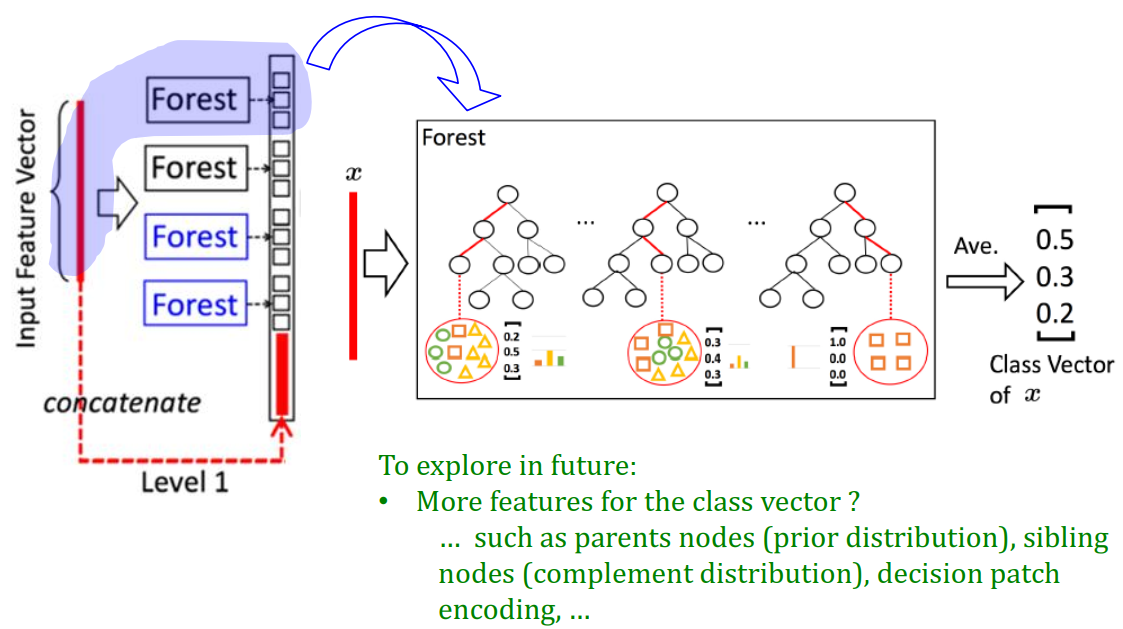 Input Feature Vector
Forest
Forest
Forest
Forest
concatenate
Level 1
x
Forest
...
...
0.2
0.5
0.3
0.3
0.4
0.3
1.0
0.0
0.0
Ave.
0.5
0.3
0.2
Class Vector
of x
To explore in future:
• More features for the class vector ?
… such as parents nodes (prior distribution), sibling
nodes (complement distribution), decision patch
encoding, …